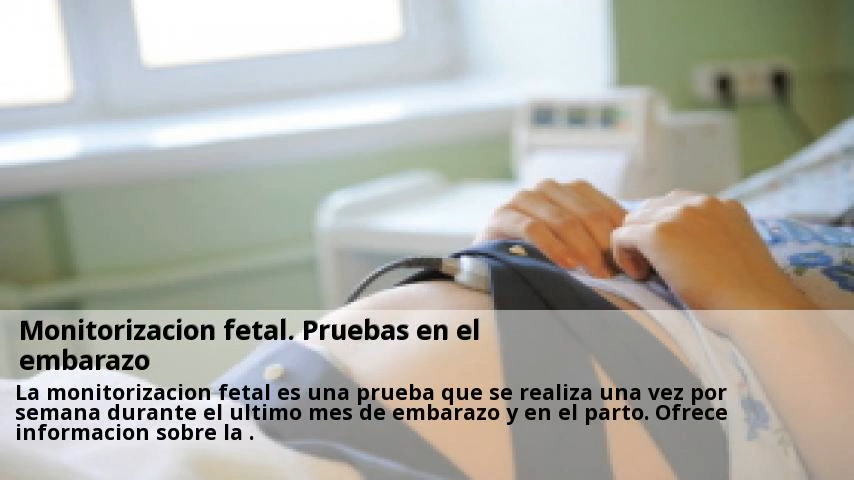 Monitorizacion fetal. Pruebas en el
embarazo
La monitorizacion fetal es una prueba que se realiza una vez por
semana durante el ultimo mes de embarazo y en el parto. Ofrece
informacion sobre la .